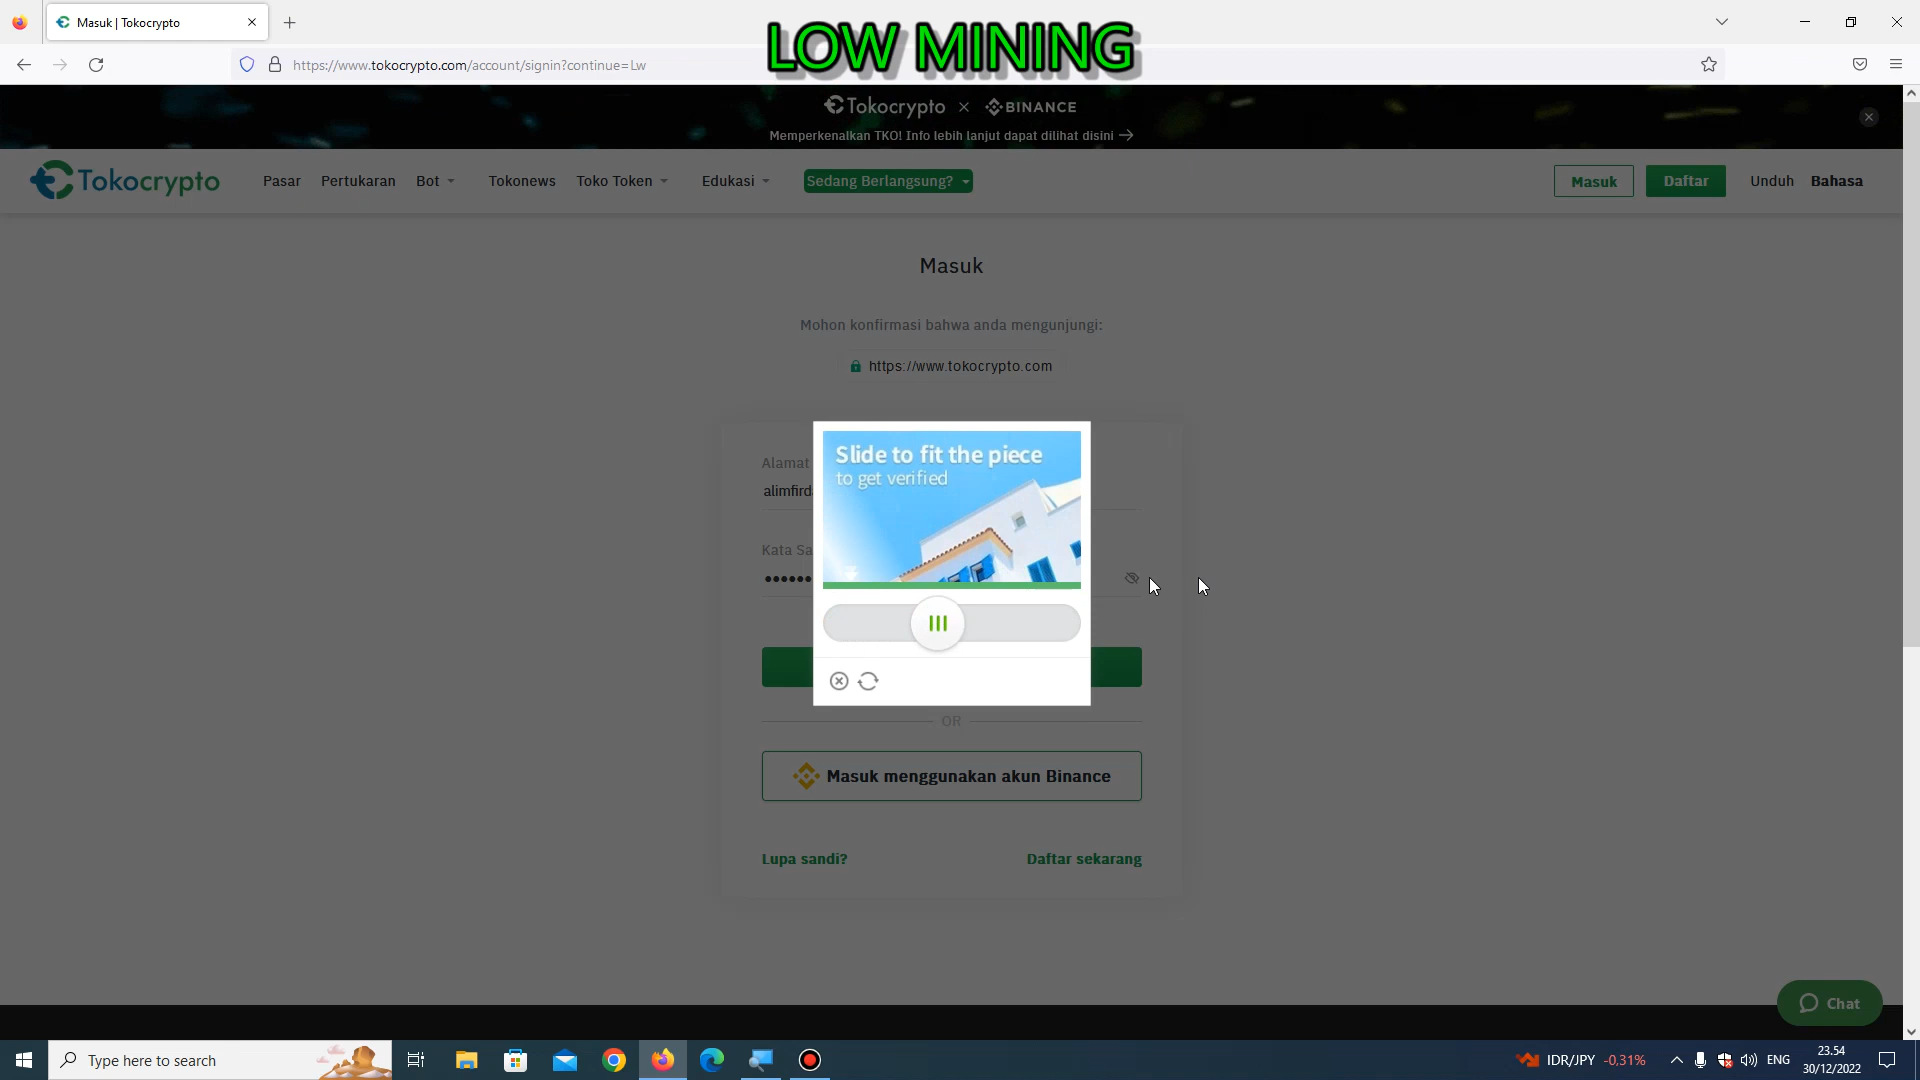 Masuk | Tokocrypto
LOW MINING
https://www.tokocrypto.com/account/signin?continue=Lw
Tokocrypto × BINANCE
Memperkenalkan TKO! Info lebih lanjut dapat dilihat disini →
Tokocrypto
Pasar Pertukaran Bot Tokonews Toko Token Edukasi Sedang Berlangsung? Masuk Daftar Unduh Bahasa
Masuk
Mohon konfirmasi bahwa anda mengunjungi:
https://www.tokocrypto.com
Slide to fit the piece
to get verified
Alamat
Kata Sa
OR
Masuk menggunakan akun Binance
Lupa sandi? Daftar sekarang
Chat
Type here to search
IDR/JPY -0,31% ENG
23.54
30/12/2022